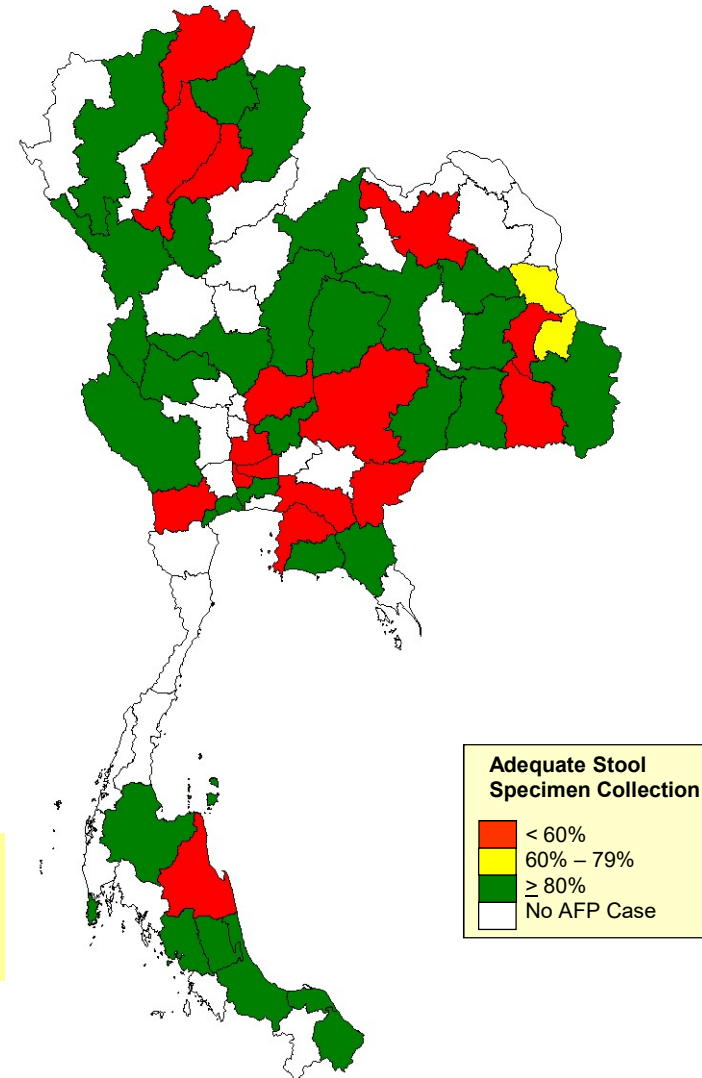 Adequate Stool
Specimen Collection
< 60%
60% – 79%
≥ 80%
No AFP Case